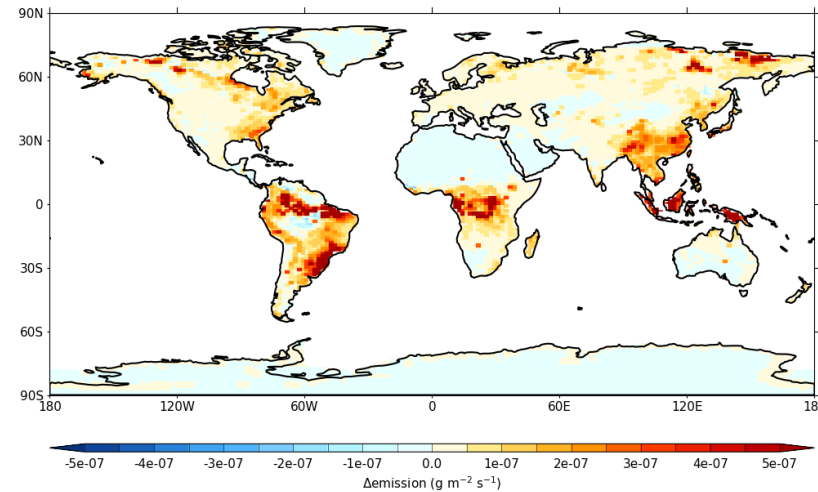 90N
60N
30N
0
30S
60S
90S
180 120W 60W 0 60E 120E 18
-5e-07 -4e-07 -3e-07 -2e-07 -1e-07 0.0 1e-07 2e-07 3e-07 4e-07 5e-07
Δemission (g m⁻² s⁻¹)